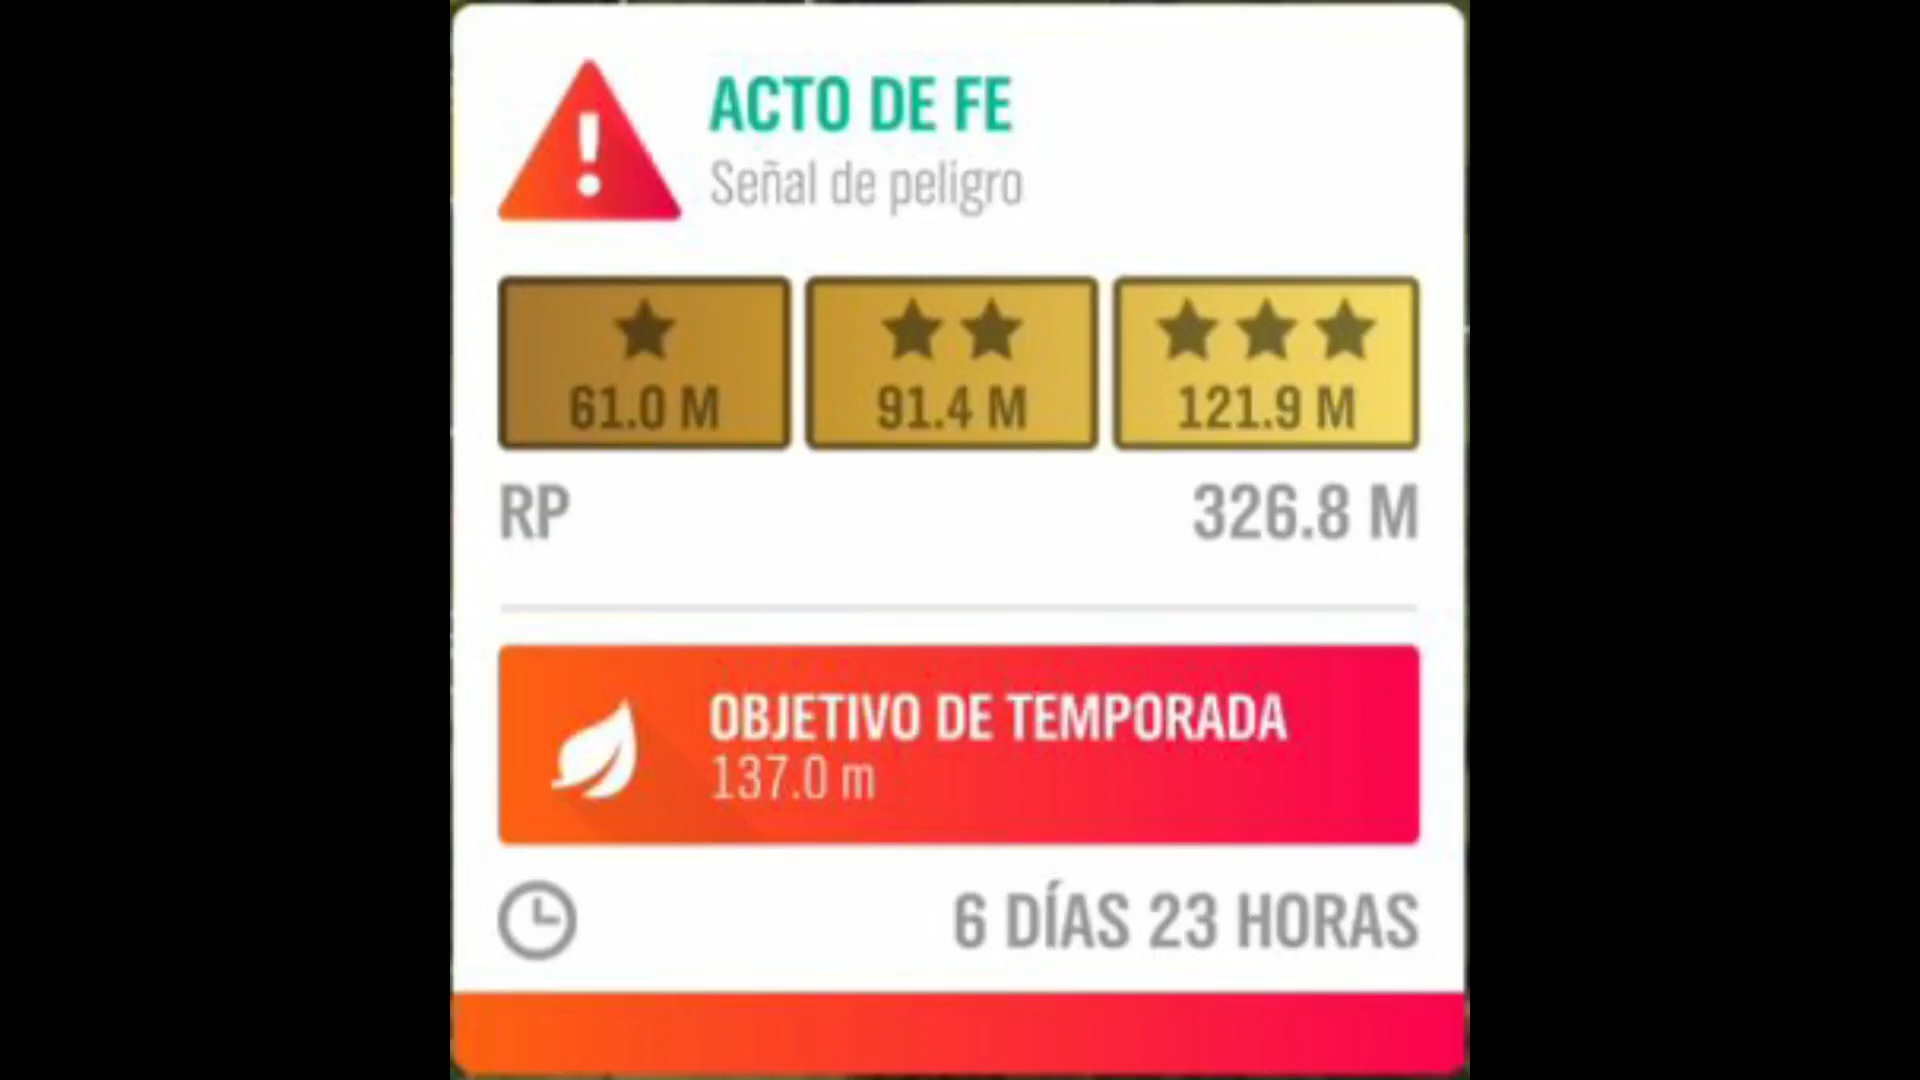 ACTO DE FE
Señal de peligro
61.0 M
91.4 M
121.9 M
RP
326.8 M
OBJETIVO DE TEMPORADA
137.0 m
6 DÍAS 23 HORAS